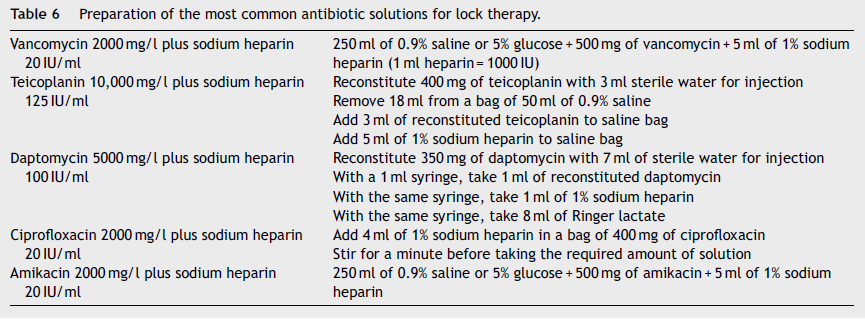 Table 6 Preparation of the most common antibiotic solutions for lock therapy.
Vancomycin 2000 mg/l plus sodium heparin 250 ml of 0.9% saline or 5% glucose + 500 mg of vancomycin + 5 ml of 1% sodium
20 IU/ml heparin (1 ml heparin = 1000 IU)
Teicoplanin 10,000 mg/l plus sodium heparin Reconstitute 400 mg of teicoplanin with 3 ml sterile water for injection
125 IU/ml Remove 18 ml from a bag of 50 ml of 0.9% saline
Add 3 ml of reconstituted teicoplanin to saline bag
Add 5 ml of 1% sodium heparin to saline bag
Daptomycin 5000 mg/l plus sodium heparin Reconstitute 350 mg of daptomycin with 7 ml of sterile water for injection
100 IU/ml With a 1 ml syringe, take 1 ml of reconstituted daptomycin
With the same syringe, take 1 ml of 1% sodium heparin
With the same syringe, take 8 ml of Ringer lactate
Ciprofloxacin 2000 mg/l plus sodium heparin Add 4 ml of 1% sodium heparin in a bag of 400 mg of ciprofloxacin
20 IU/ml Stir for a minute before taking the required amount of solution
Amikacin 2000 mg/l plus sodium heparin 250 ml of 0.9% saline or 5% glucose + 500 mg of amikacin + 5 ml of 1% sodium
20 IU/ml heparin